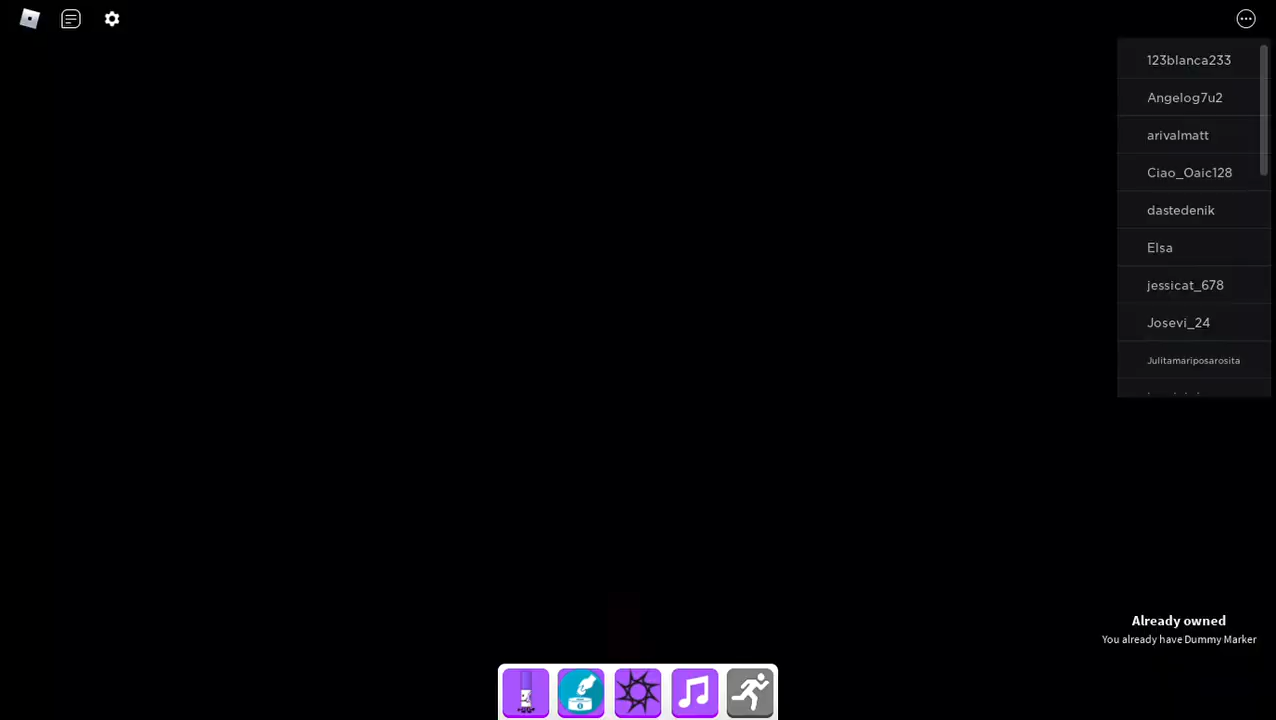 123blanca233
Angelog7u2
arivalmatt
Ciao_Oaic128
dastedenik
Elsa
jessicat_678
Josevi_24
Julitamariposarosita
Already owned
You already have Dummy Marker